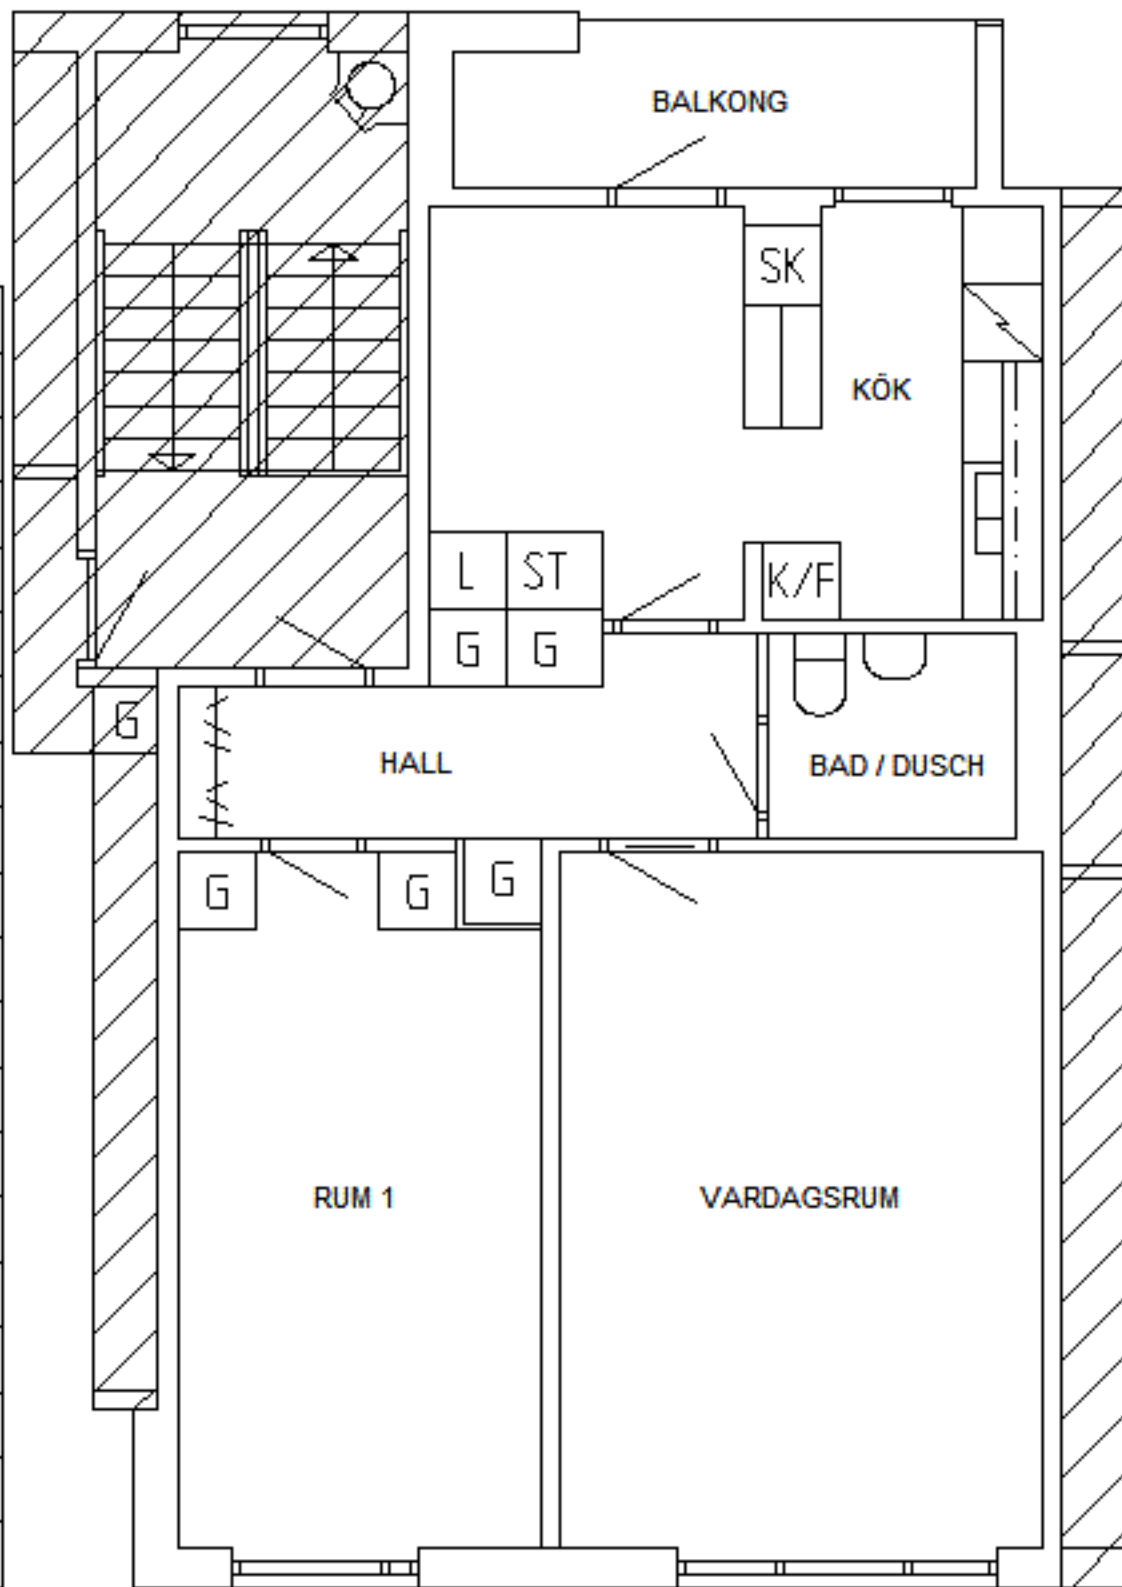 BALKONG
SK
KÖK
L ST
K/F
G G
G
HALL
BAD / DUSCH
G G G
RUM 1
VARDAGSRUM